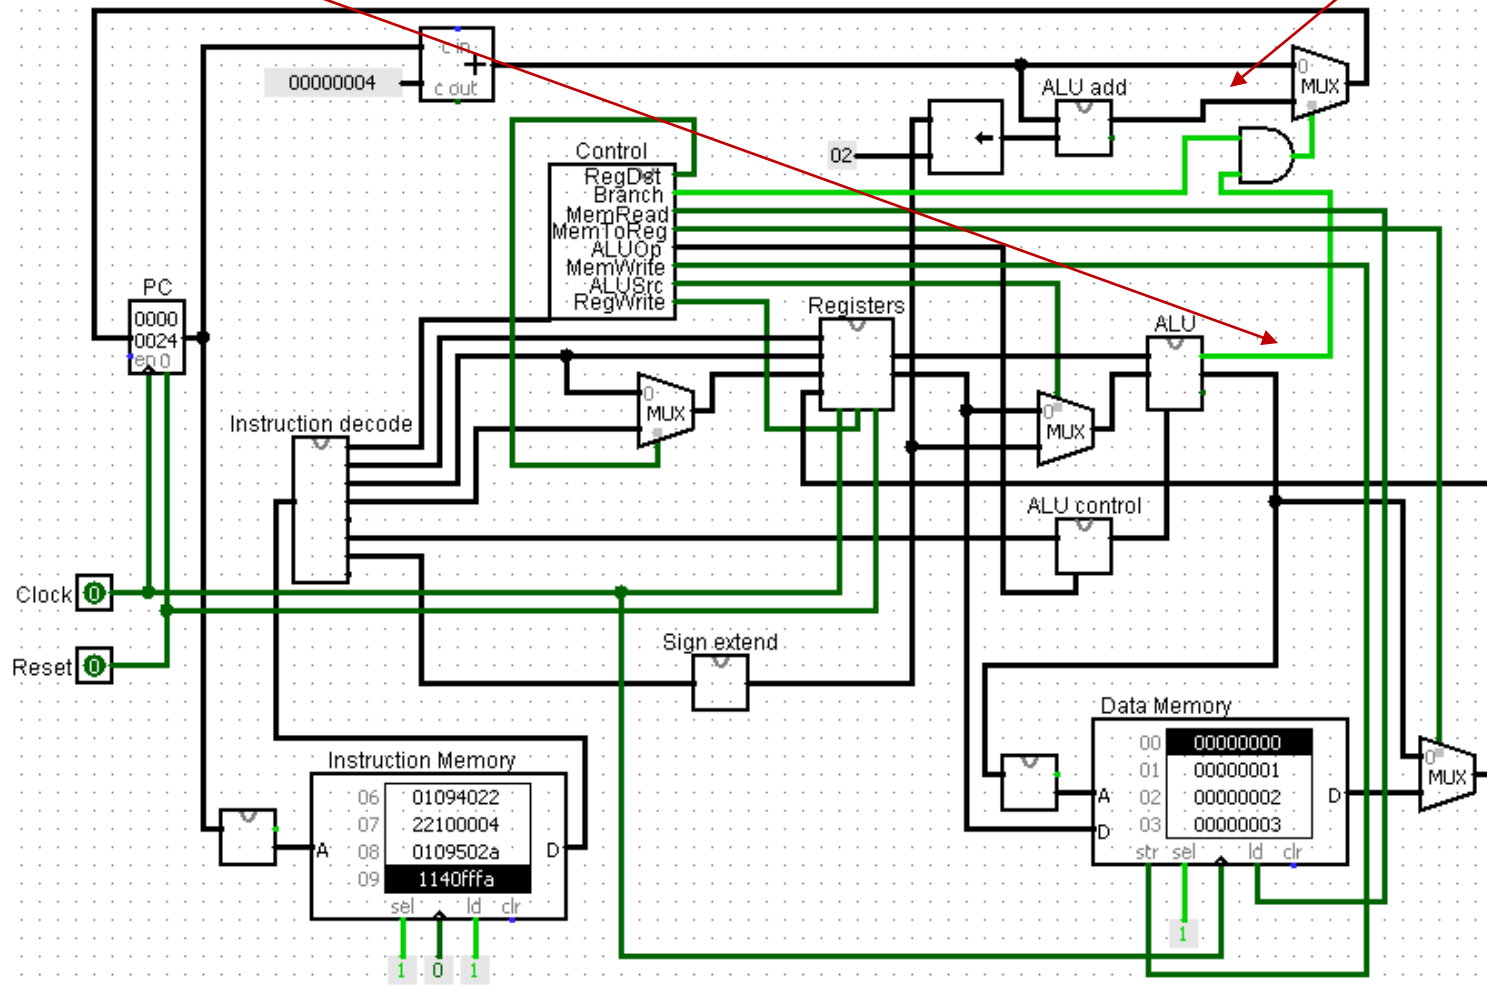 c in
00000004
c out
0
MUX
ALU add
02
Control
RegDst
Branch
MemRead
MemToReg
ALUOp
MemWrite
ALUSrc
RegWrite
PC
0000
0024
en 0
Registers
ALU
0
MUX
0
MUX
Instruction decode
ALU control
Clock 0
Reset 0
Sign extend
Data Memory
00 00000000
01 00000001
02 00000002
03 00000003
A
D
D
str sel ld clr
1
0
MUX
Instruction Memory
06 01094022
07 22100004
08 0109502a
09 1140fffa
A
D
sel ld clr
1 0 1